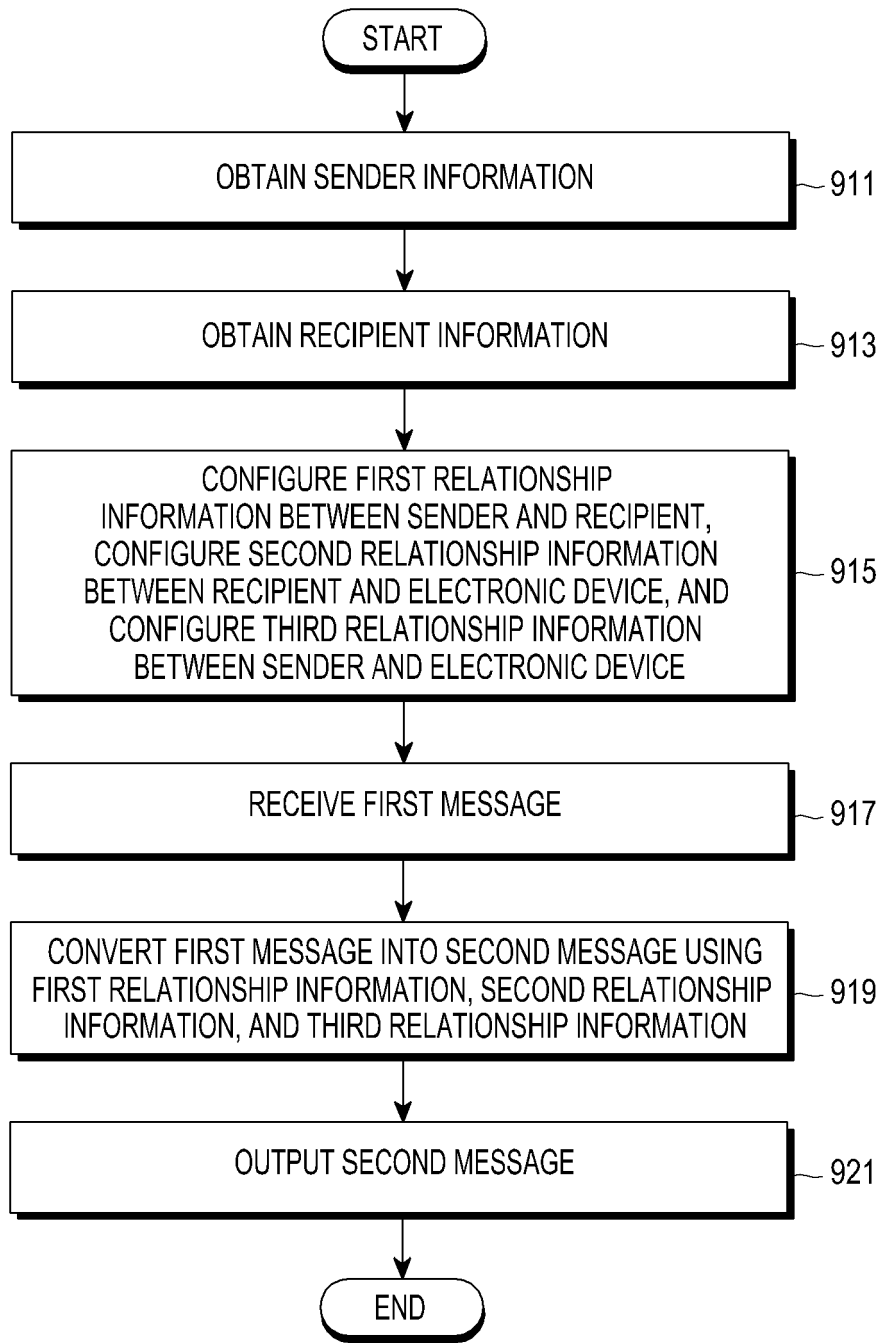 START
OBTAIN SENDER INFORMATION
911
OBTAIN RECIPIENT INFORMATION
913
CONFIGURE FIRST RELATIONSHIP
INFORMATION BETWEEN SENDER AND RECIPIENT,
CONFIGURE SECOND RELATIONSHIP INFORMATION
BETWEEN RECIPIENT AND ELECTRONIC DEVICE, AND
CONFIGURE THIRD RELATIONSHIP INFORMATION
BETWEEN SENDER AND ELECTRONIC DEVICE
915
RECEIVE FIRST MESSAGE
917
CONVERT FIRST MESSAGE INTO SECOND MESSAGE USING
FIRST RELATIONSHIP INFORMATION, SECOND RELATIONSHIP
INFORMATION, AND THIRD RELATIONSHIP INFORMATION
919
OUTPUT SECOND MESSAGE
921
END